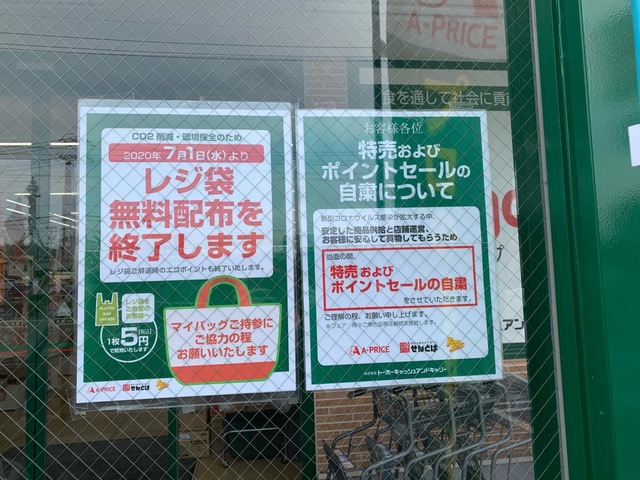 A-PRICE
食を通して社会に貢
CO2 削減・環境保全のため
2020年 7月1日(水)より
レジ袋
無料配布を
終了します
レジ袋ご辞退時のエコポイントも終了いたします。
レジ袋を
ご希望の
お客様へ
1枚5円(税込)
で販売いたします
マイバッグご持参に
ご協力の程
お願いいたします
A-PRICE
せんどば
お客様各位
特売および
ポイントセールの
自粛について
新型コロナウイルス感染が拡大する中、
安定した商品供給と店舗運営、
お客様に安心して買物してもらうため
当面の間、
特売および
ポイントセールの自粛
をさせていただきます。
ご理解の程、お願い申し上げます。
A-PRICE
せんどば
株式会社 トーホーキャッシュアンドキャリー